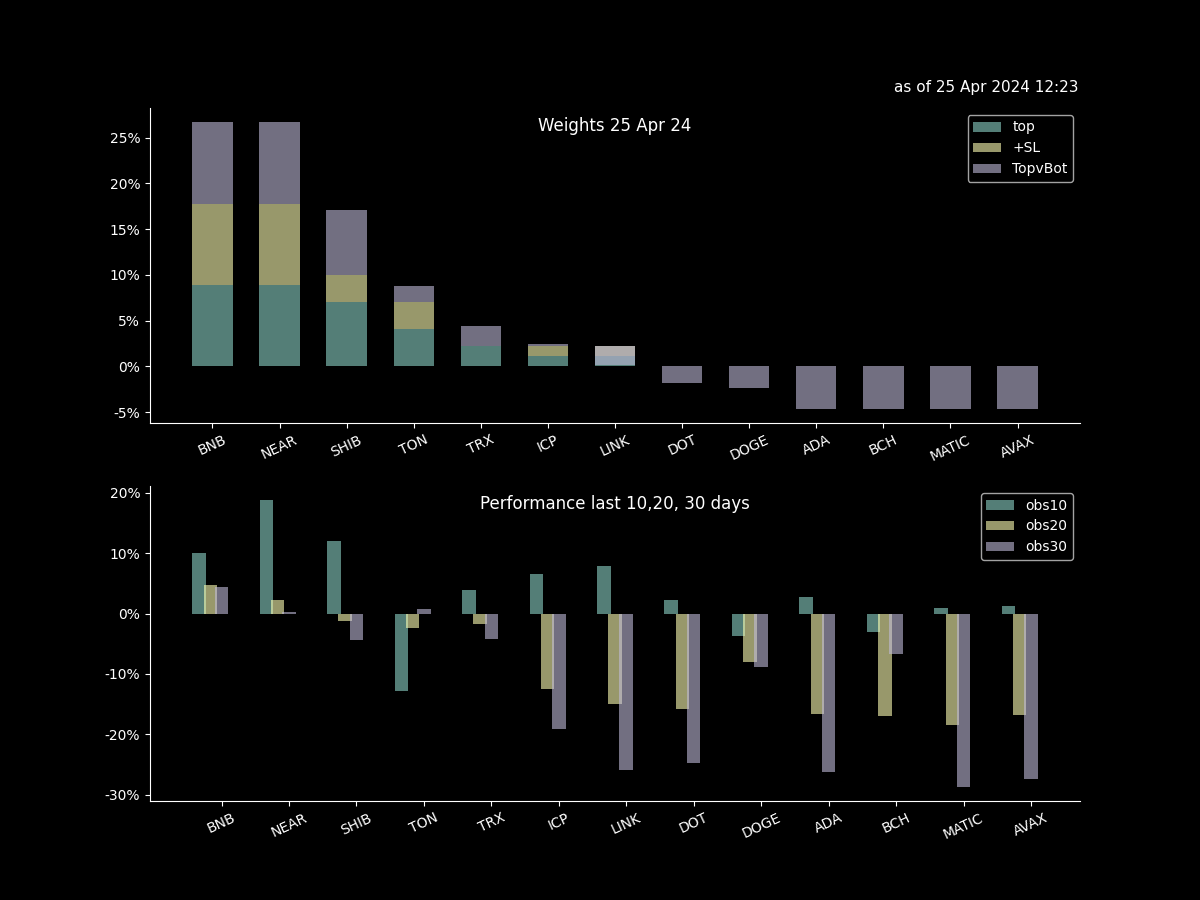 as of 25 Apr 2024 12:23
Weights 25 Apr 24
top
+SL
TopvBot
25%
20%
15%
10%
5%
0%
-5%
BNB NEAR SHIB TON TRX ICP LINK DOT DOGE ADA BCH MATIC AVAX
Performance last 10,20, 30 days
obs10
obs20
obs30
20%
10%
0%
-10%
-20%
-30%
BNB NEAR SHIB TON TRX ICP LINK DOT DOGE ADA BCH MATIC AVAX